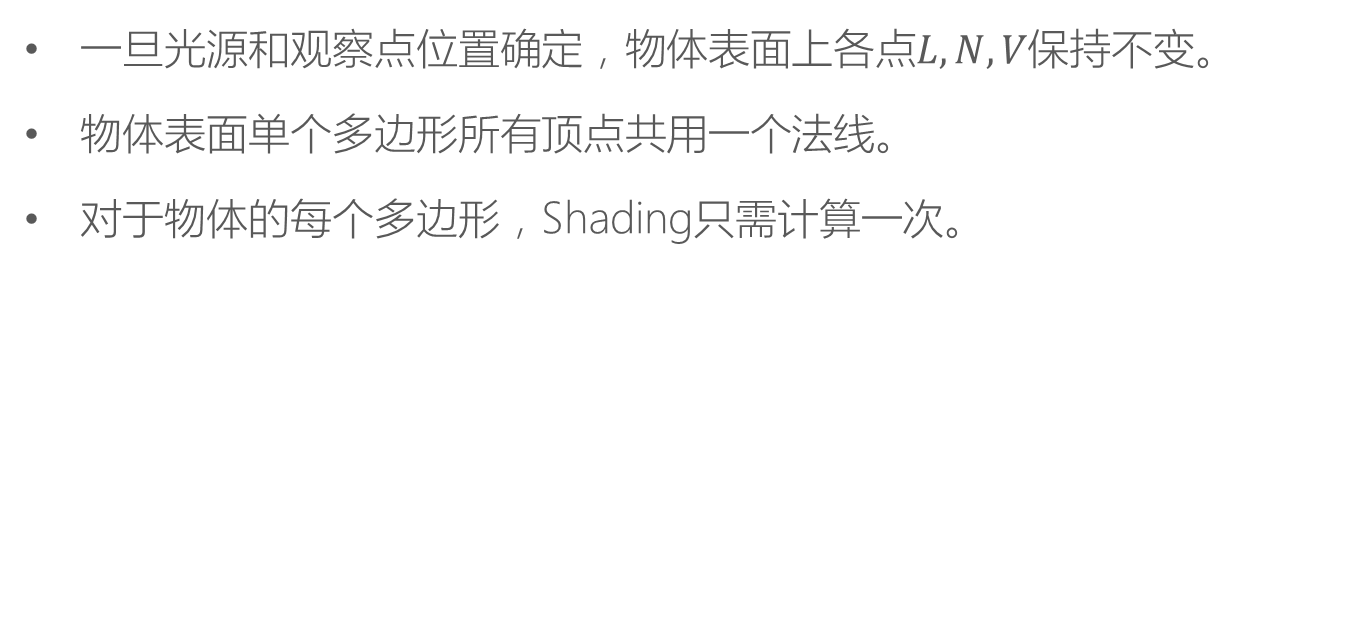 • 一旦光源和观察点位置确定，物体表面上各点L, N, V保持不变。
• 物体表面单个多边形所有顶点共用一个法线。
• 对于物体的每个多边形，Shading只需计算一次。